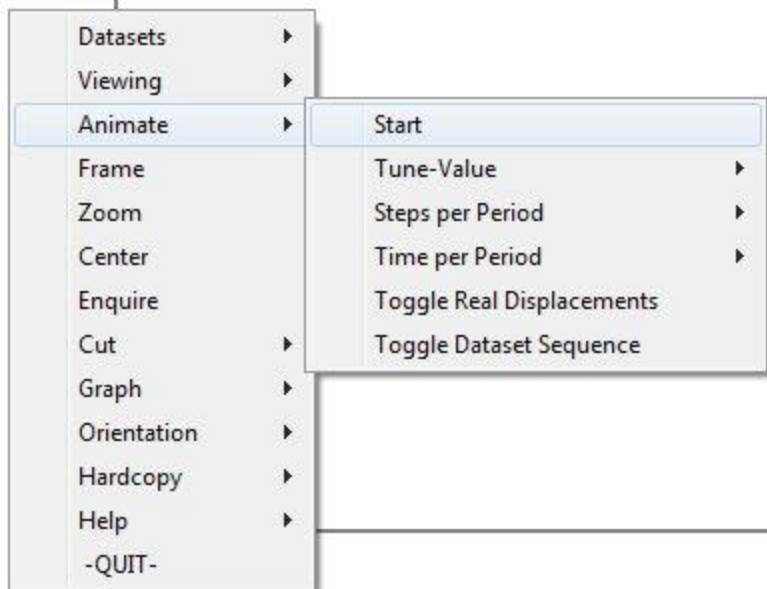 Datasets
Viewing
Animate
Frame
Zoom
Center
Enquire
Cut
Graph
Orientation
Hardcopy
Help
-QUIT-
Start
Tune-Value
Steps per Period
Time per Period
Toggle Real Displacements
Toggle Dataset Sequence